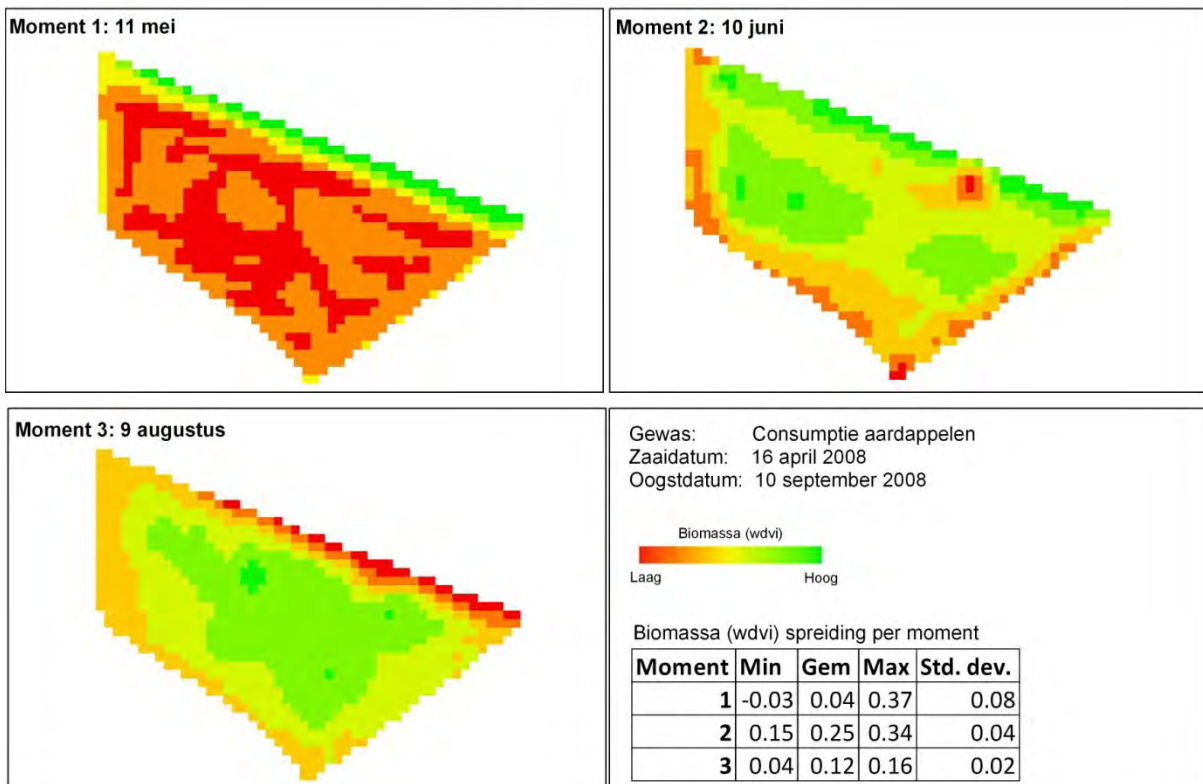 Moment 1: 11 mei
Moment 2: 10 juni
Moment 3: 9 augustus
Gewas: Consumptie aardappelen
Zaaidatum: 16 april 2008
Oogstdatum: 10 september 2008
Biomassa (wdvi)
Laag Hoog
Biomassa (wdvi) spreiding per moment
Moment Min Gem Max Std. dev.
1 -0.03 0.04 0.37 0.08
2 0.15 0.25 0.34 0.04
3 0.04 0.12 0.16 0.02